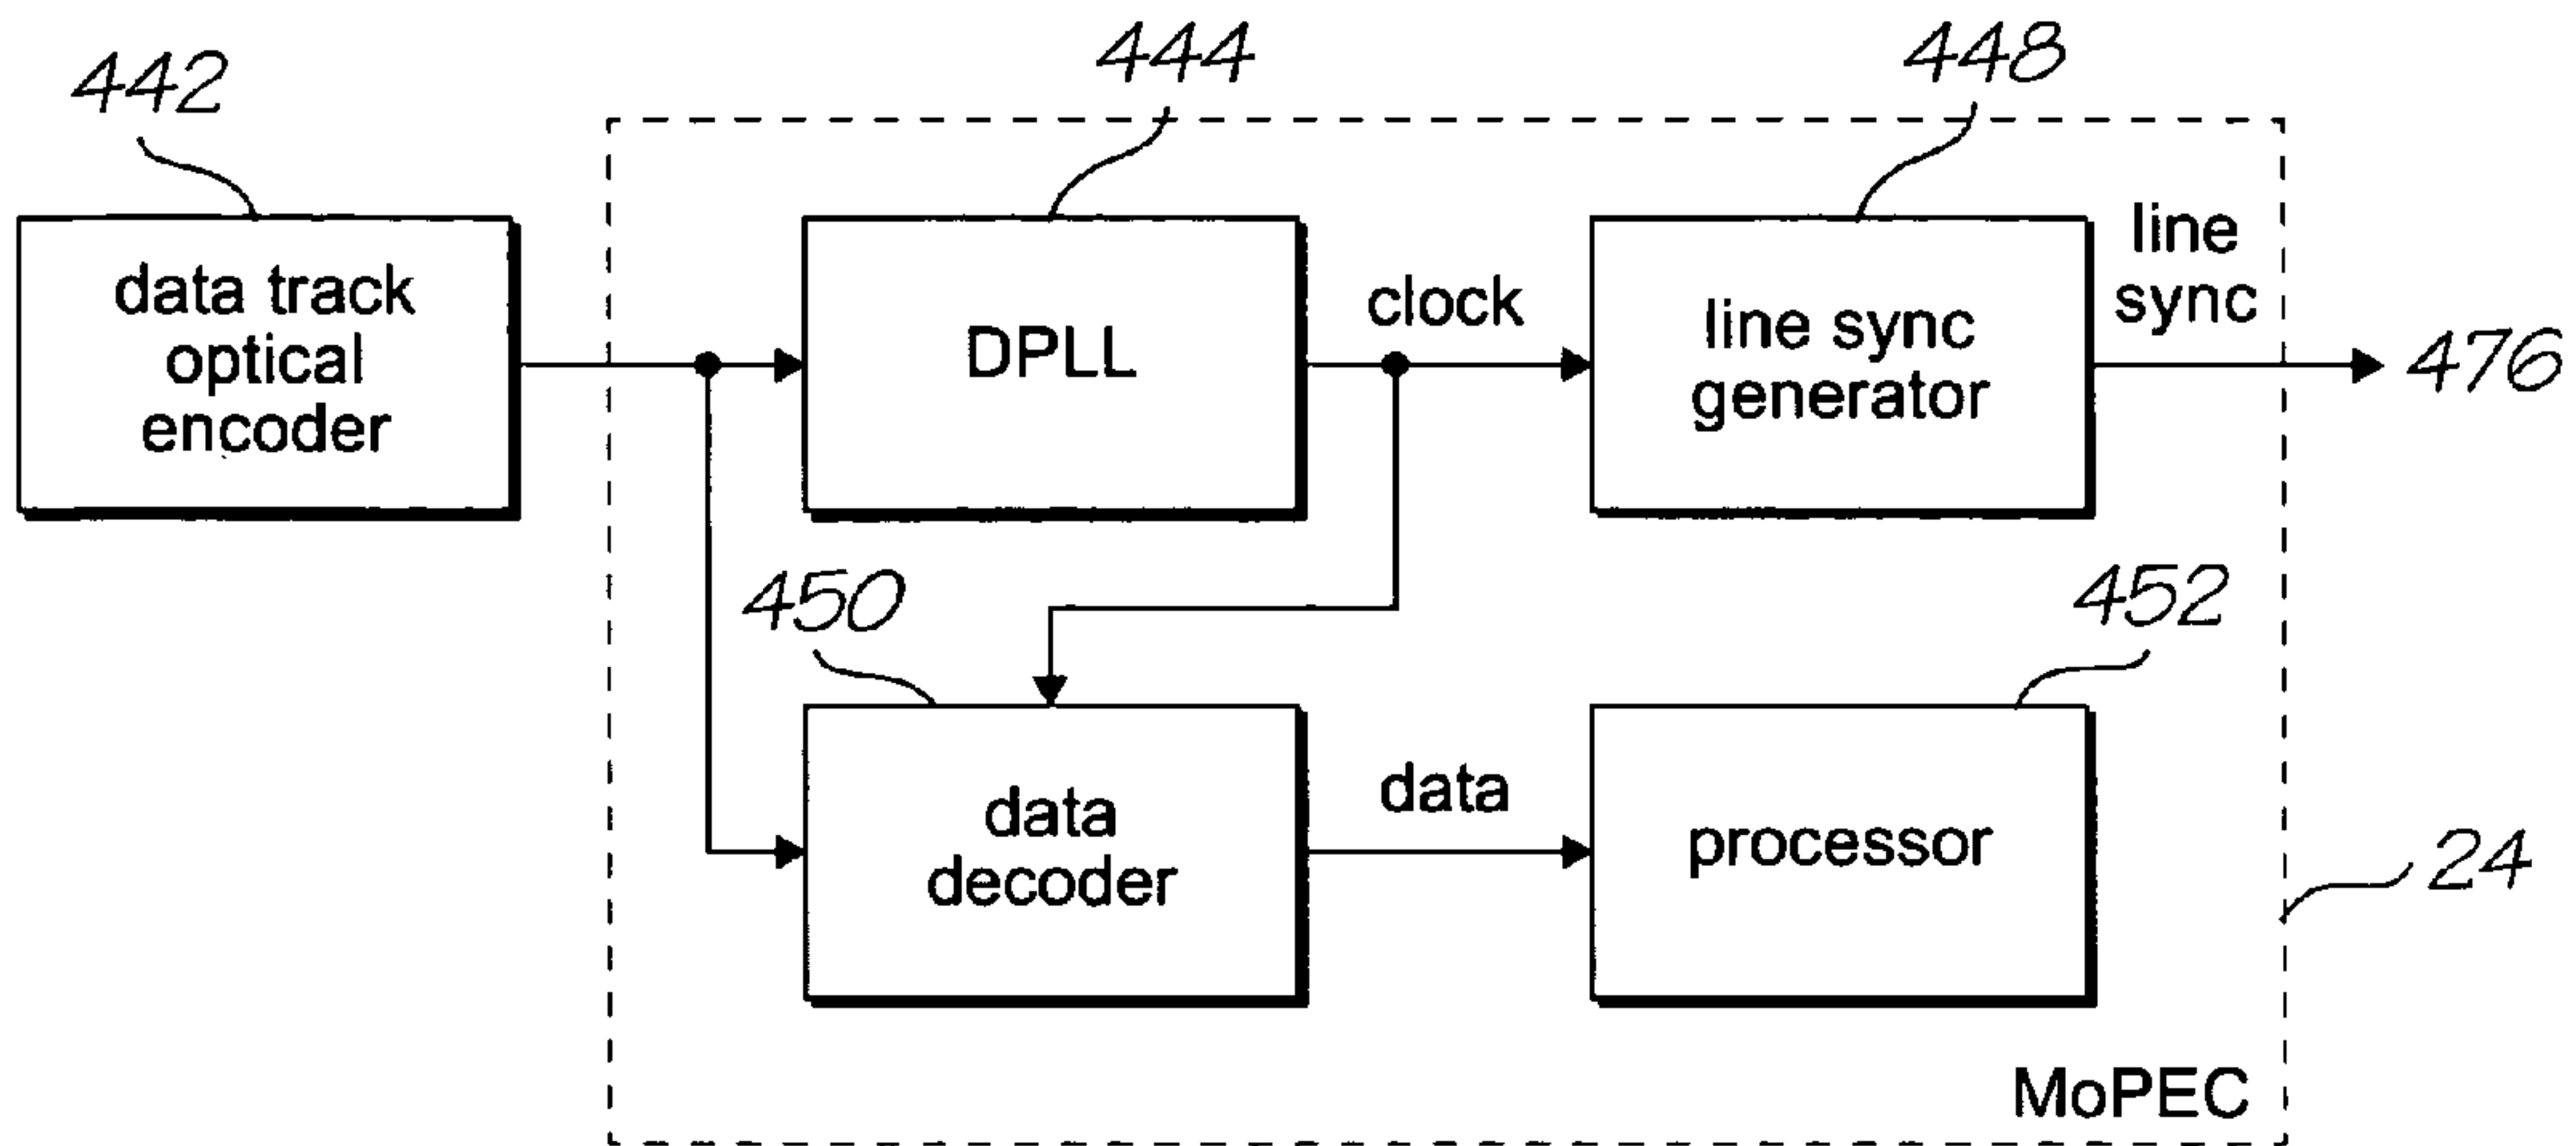 442
444
448
data track
optical
encoder
DPLL
clock
line sync
generator
line
sync
476
450
452
data
decoder
data
processor
24
MoPEC